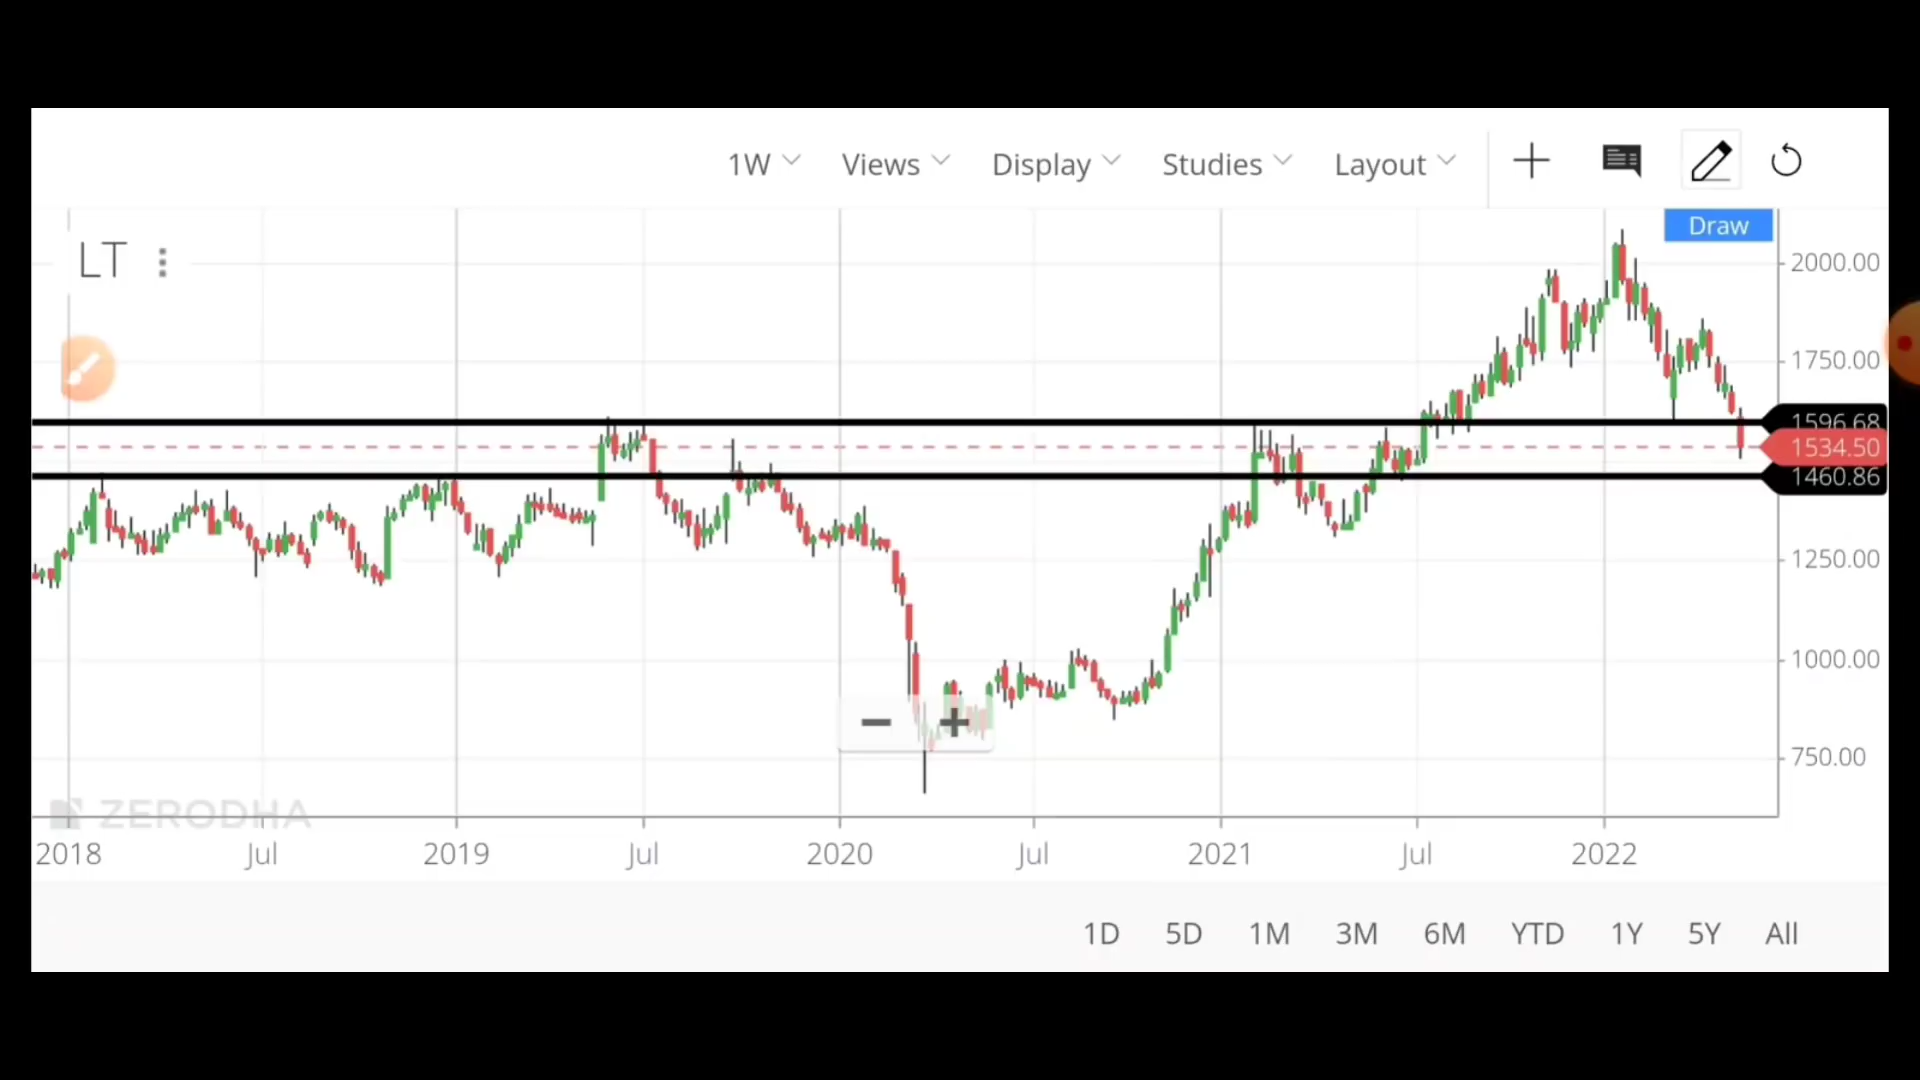 1W Views Display Studies Layout
Draw
LT
2000.00
1750.00
1596.68
1534.50
1460.86
1250.00
1000.00
750.00
ZERODHA
2018 Jul 2019 Jul 2020 Jul 2021 Jul 2022
1D 5D 1M 3M 6M YTD 1Y 5Y All